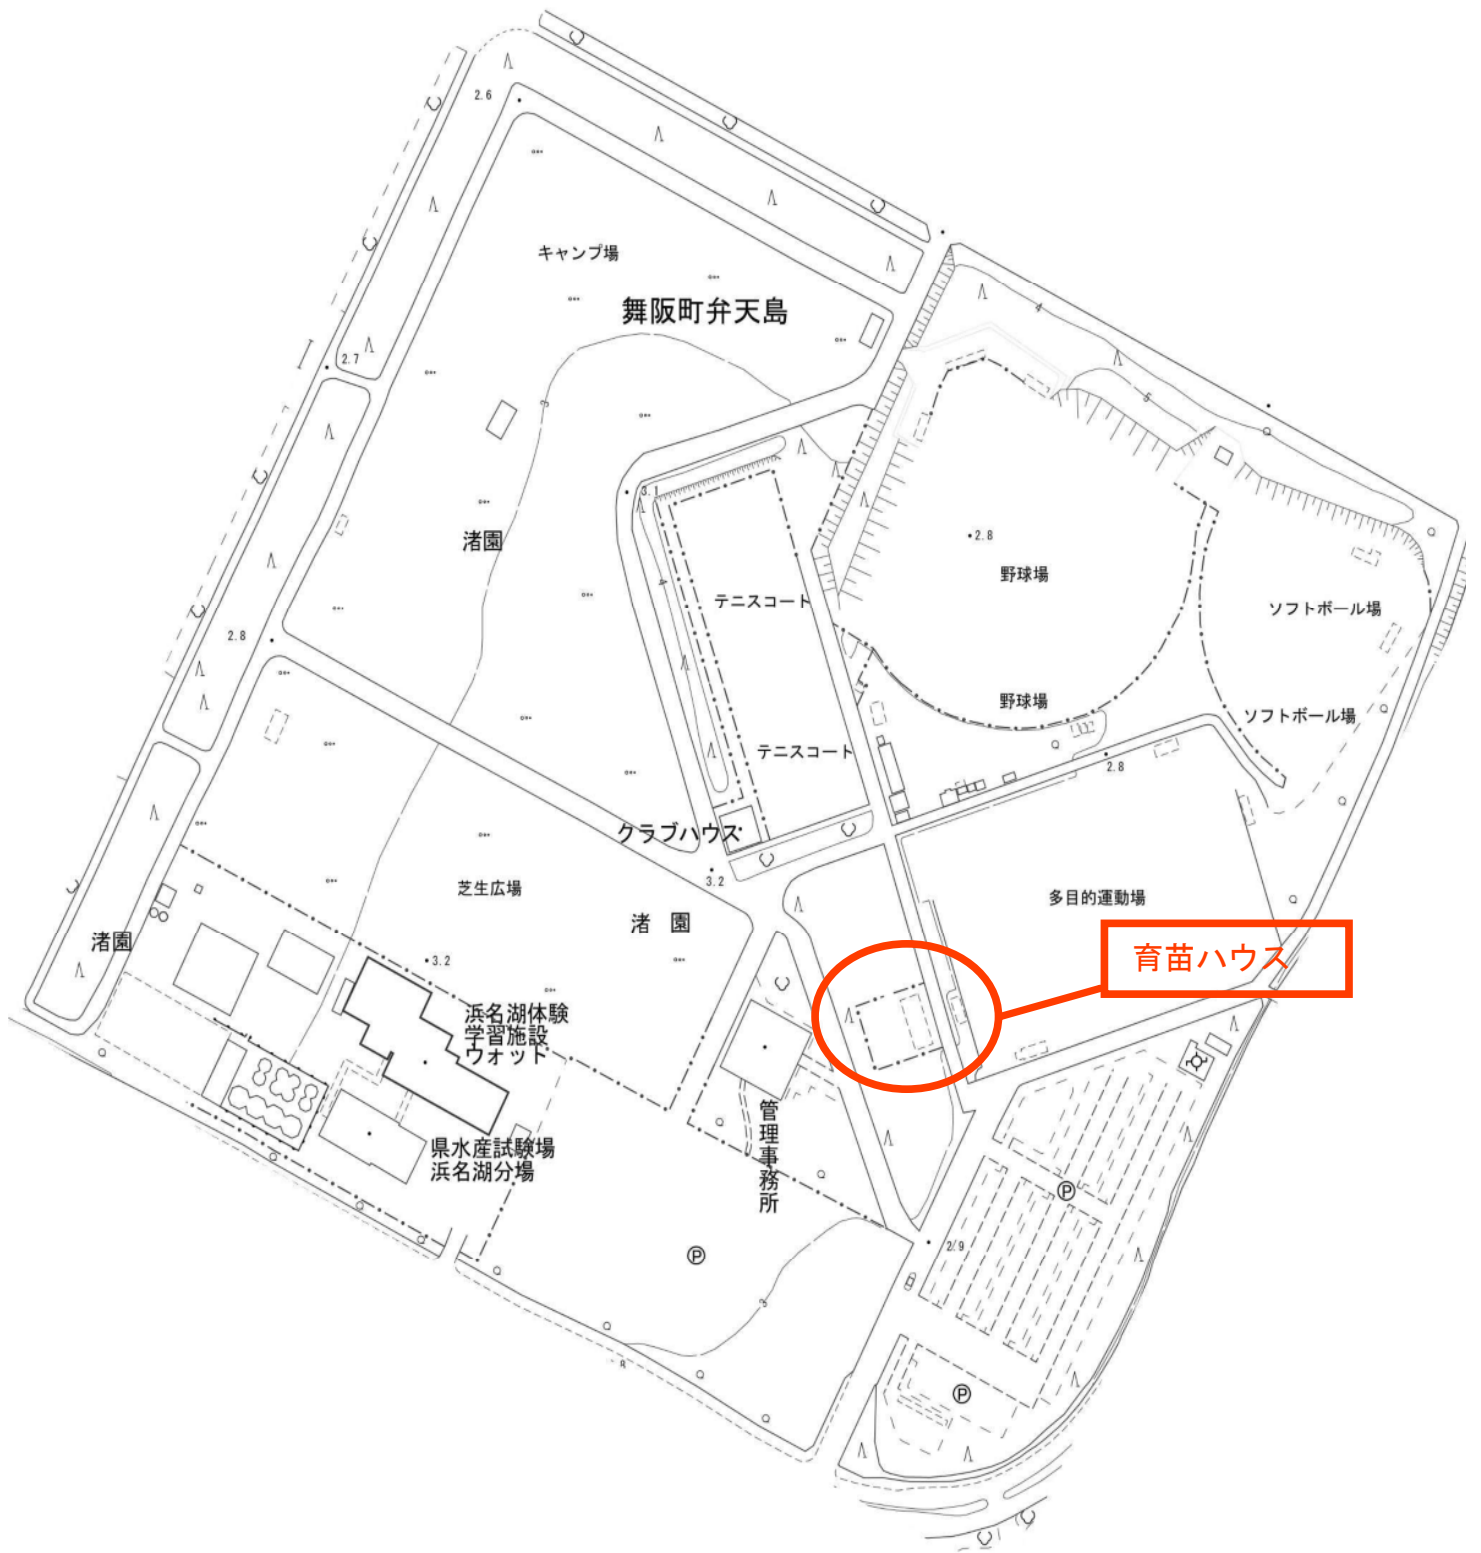 2.6
キャンプ場
舞阪町弁天島
4
2.7
5
3
3.1
渚園
2.8
野球場
テニスコート
ソフトボール場
4
2.8
野球場
ソフトボール場
テニスコート
2.8
クラブハウス
3.2
芝生広場
多目的運動場
渚 園
渚園
育苗ハウス
3.2
浜名湖体験
学習施設
ウォット
管理事務所
県水産試験場
浜名湖分場
P
2.9
P
3
P